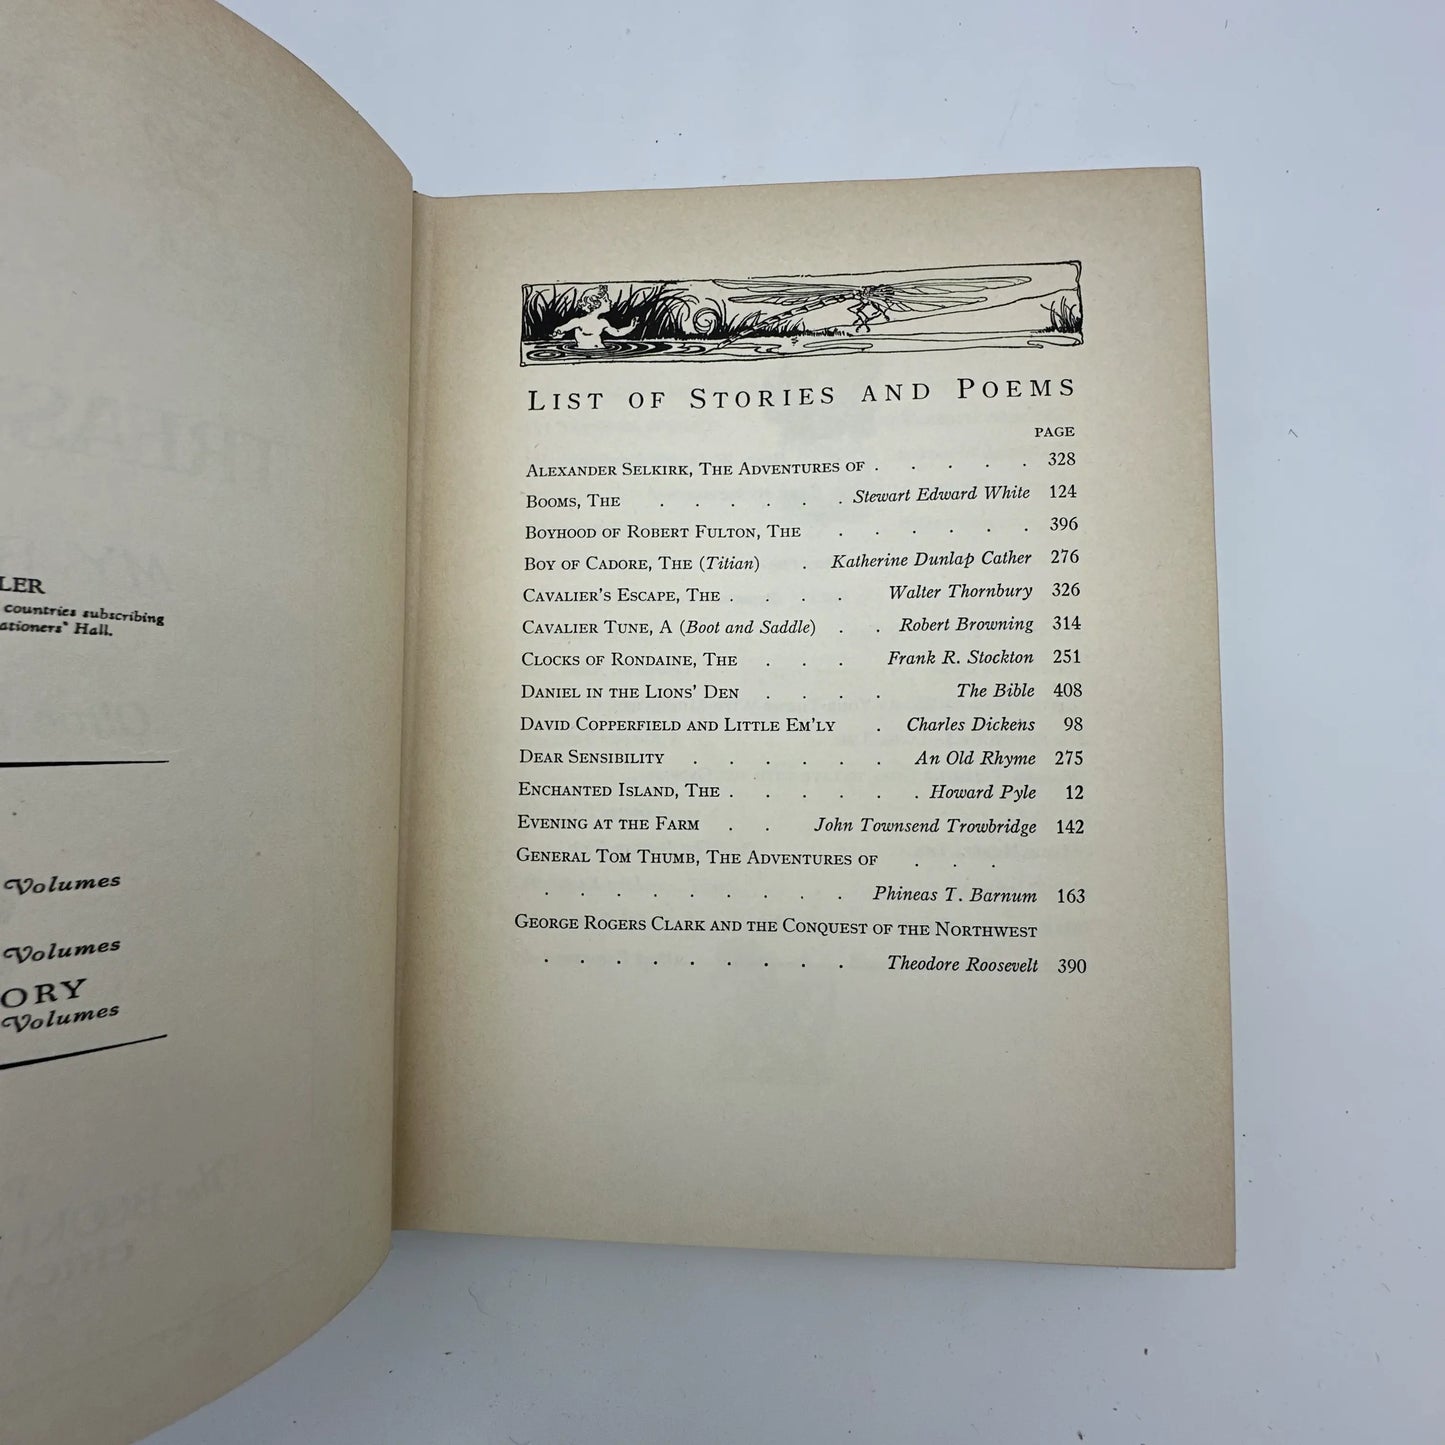 LER
countries subscribing
ationers' Hall.
Volumes
Volumes
ORY
Volumes
LIST OF STORIES AND POEMS
PAGE
ALEXANDER SELKIRK, THE ADVENTURES OF . . . . . 328
BOOMS, THE . . . . . . Stewart Edward White 124
BOYHOOD OF ROBERT FULTON, THE . . . . . . 396
BOY OF CADORE, THE (Titian) . Katherine Dunlap Cather 276
CAVALIER'S ESCAPE, THE . . . . Walter Thornbury 326
CAVALIER TUNE, A (Boot and Saddle) . . Robert Browning 314
CLOCKS OF RONDAINE, THE . . . Frank R. Stockton 251
DANIEL IN THE LIONS' DEN . . . . The Bible 408
DAVID COPPERFIELD AND LITTLE EM'LY . Charles Dickens 98
DEAR SENSIBILITY . . . . . . An Old Rhyme 275
ENCHANTED ISLAND, THE . . . . . . Howard Pyle 12
EVENING AT THE FARM . . John Townsend Trowbridge 142
GENERAL TOM THUMB, THE ADVENTURES OF . . .
. . . . . . . . . Phineas T. Barnum 163
GEORGE ROGERS CLARK AND THE CONQUEST OF THE NORTHWEST
. . . . . . . . . Theodore Roosevelt 390